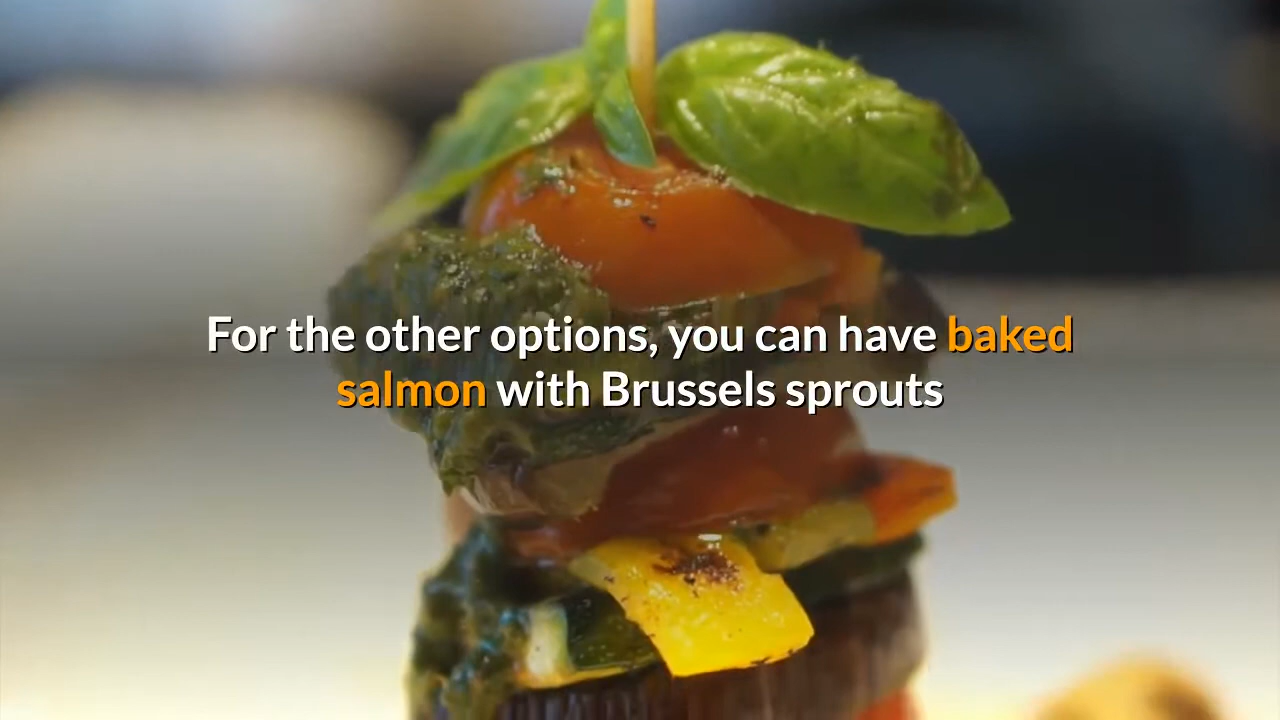 For the other options, you can have baked
salmon with Brussels sprouts